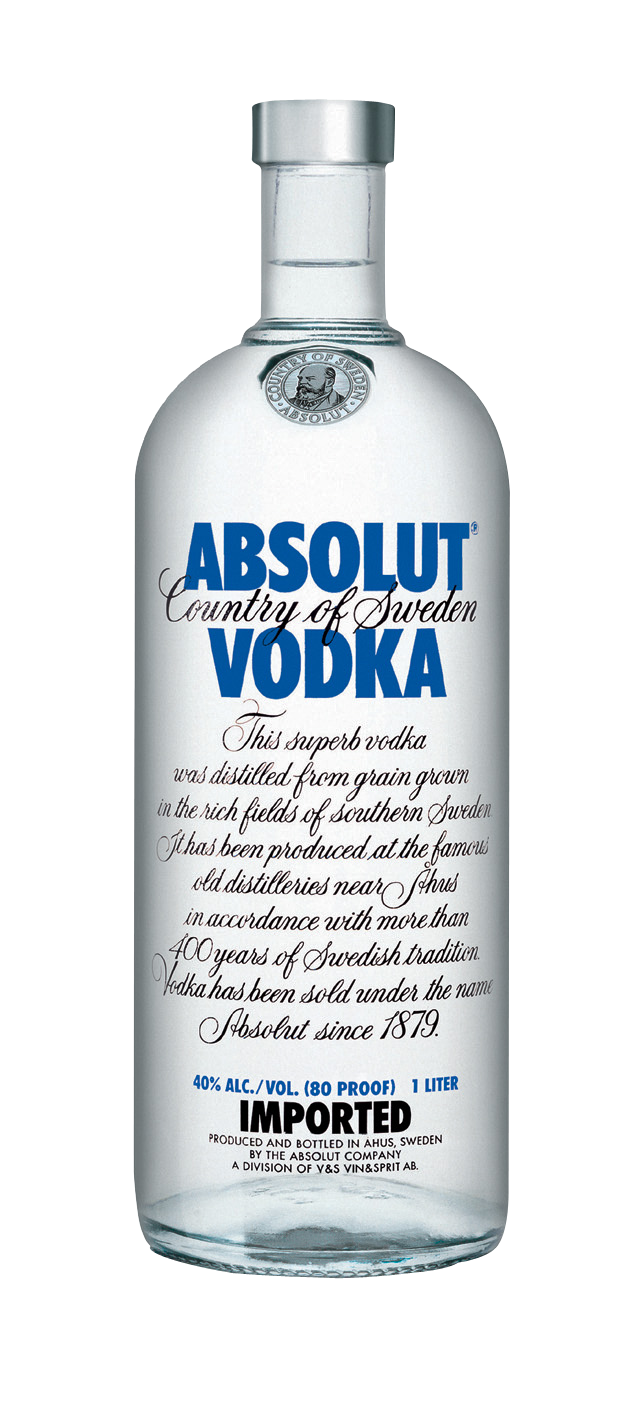 COUNTRY OF SWEDEN
· ABSOLUT ·
ABSOLUT®
Country of Sweden
VODKA
This superb vodka
was distilled from grain grown
in the rich fields of southern Sweden.
It has been produced at the famous
old distilleries near Åhus
in accordance with more than
400 years of Swedish tradition.
Vodka has been sold under the name
Absolut since 1879.
40% ALC./VOL. (80 PROOF) 1 LITER
IMPORTED
PRODUCED AND BOTTLED IN ÅHUS, SWEDEN
BY THE ABSOLUT COMPANY
A DIVISION OF V&S VIN&SPRIT AB.